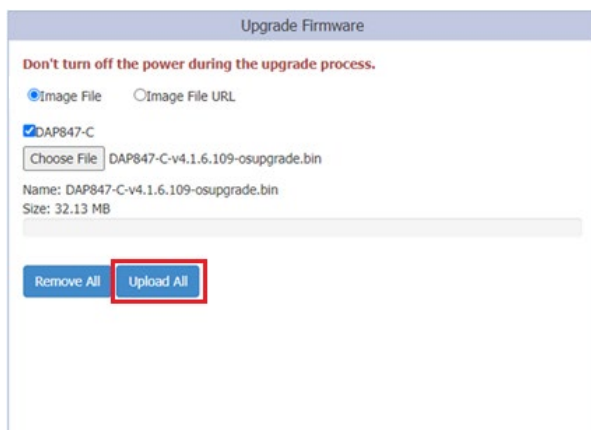 Upgrade Firmware
Don't turn off the power during the upgrade process.
Image File Image File URL
DAP847-C
Choose File DAP847-C-v4.1.6.109-osupgrade.bin
Name: DAP847-C-v4.1.6.109-osupgrade.bin
Size: 32.13 MB
Remove All Upload All